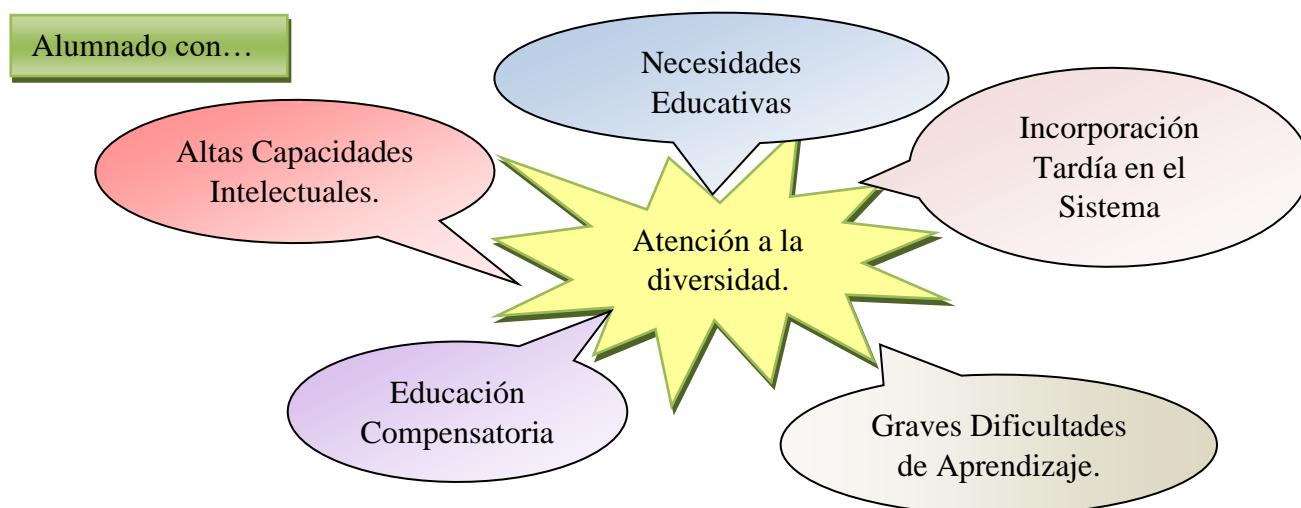 Alumnado con…
Necesidades
Educativas
Altas Capacidades
Intelectuales.
Incorporación
Tardía en el
Sistema
Atención a la
diversidad.
Educación
Compensatoria
Graves Dificultades
de Aprendizaje.